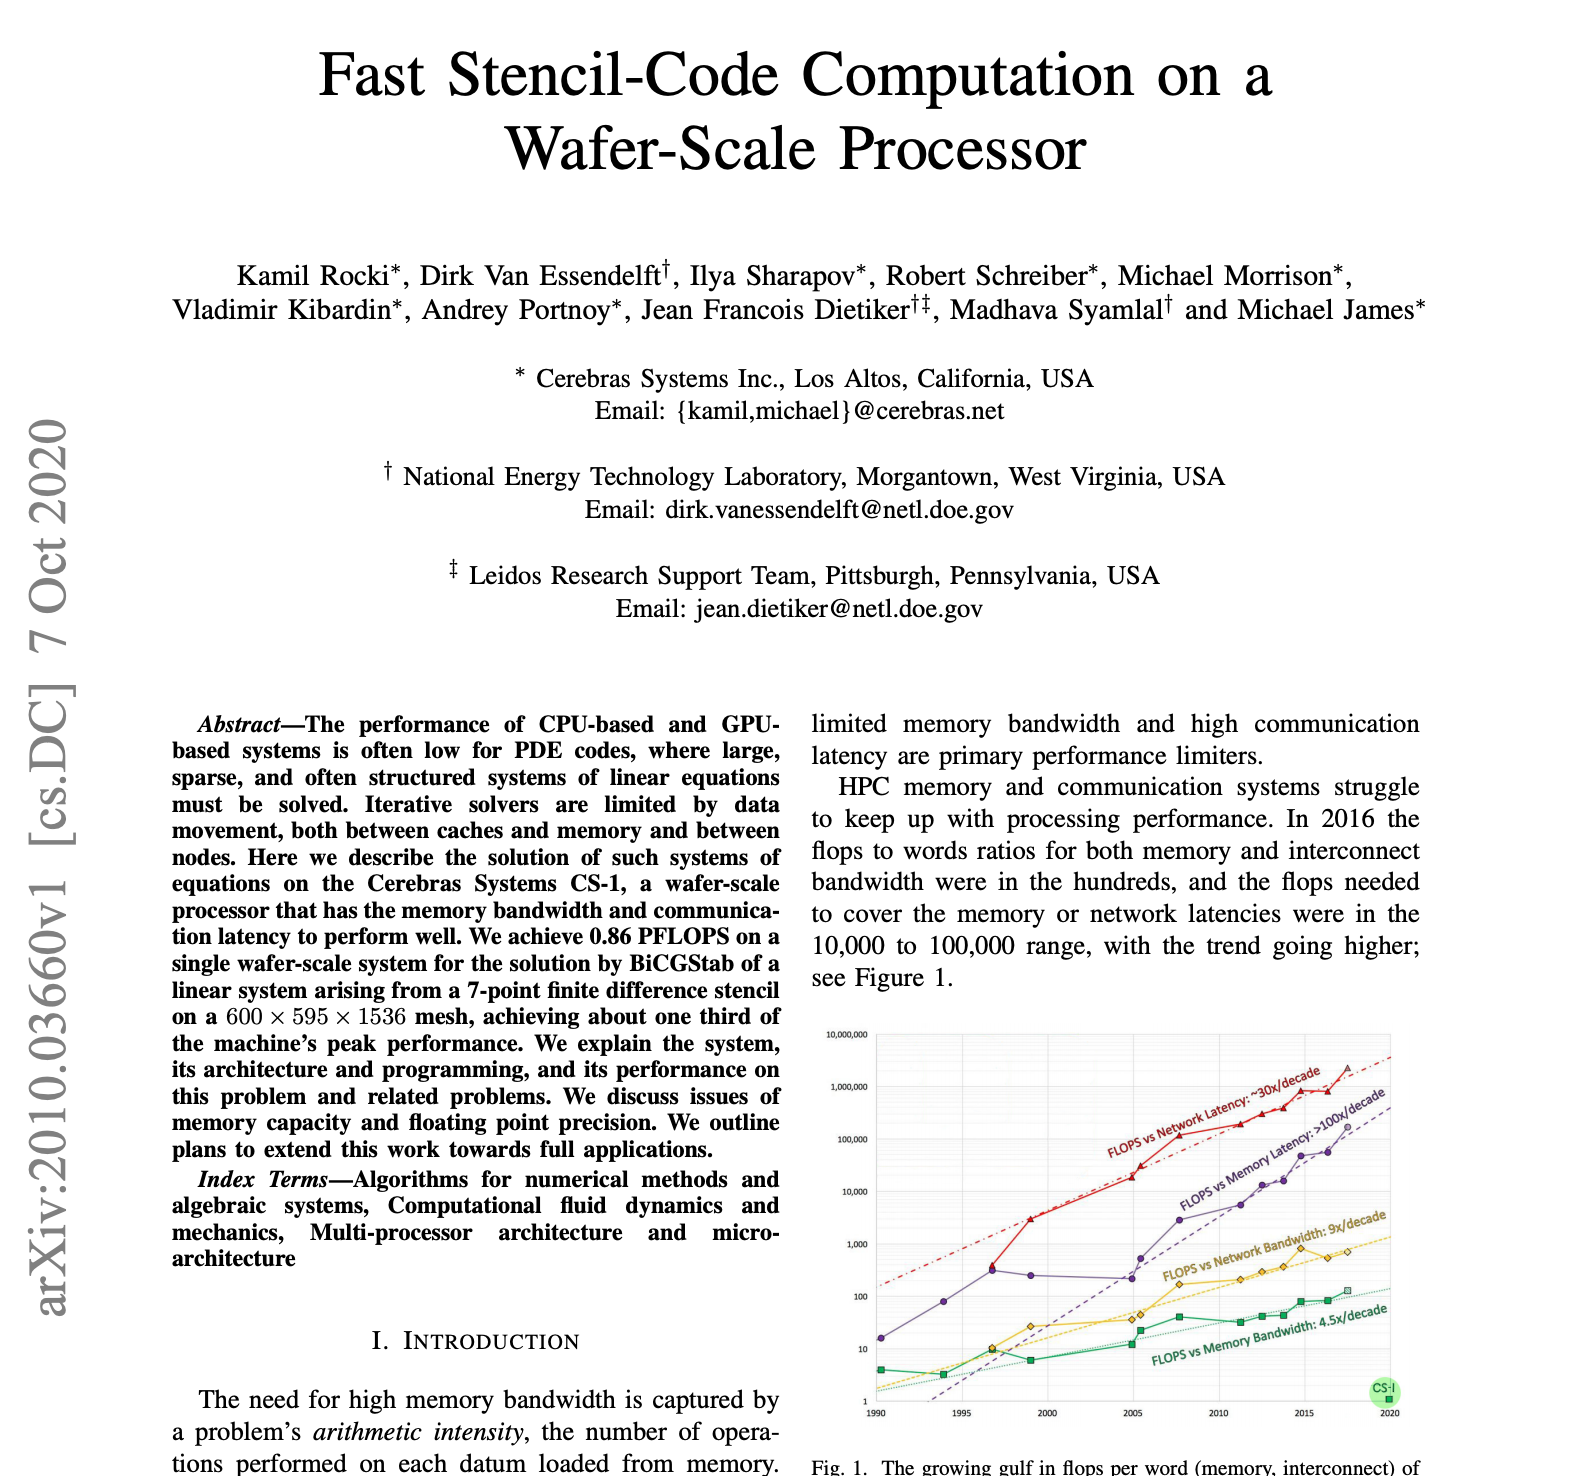 Fast Stencil-Code Computation on a
Wafer-Scale Processor
Kamil Rocki*, Dirk Van Essendelft†, Ilya Sharapov*, Robert Schreiber*, Michael Morrison*,
Vladimir Kibardin*, Andrey Portnoy*, Jean Francois Dietiker†‡, Madhava Syamlal† and Michael James*
* Cerebras Systems Inc., Los Altos, California, USA
Email: {kamil,michael}@cerebras.net
† National Energy Technology Laboratory, Morgantown, West Virginia, USA
Email: dirk.vanessendelft@netl.doe.gov
‡ Leidos Research Support Team, Pittsburgh, Pennsylvania, USA
Email: jean.dietiker@netl.doe.gov
arXiv:2010.03660v1 [cs.DC] 7 Oct 2020
Abstract—The performance of CPU-based and GPU-
based systems is often low for PDE codes, where large,
sparse, and often structured systems of linear equations
must be solved. Iterative solvers are limited by data
movement, both between caches and memory and between
nodes. Here we describe the solution of such systems of
equations on the Cerebras Systems CS-1, a wafer-scale
processor that has the memory bandwidth and communica-
tion latency to perform well. We achieve 0.86 PFLOPS on a
single wafer-scale system for the solution by BiCGStab of a
linear system arising from a 7-point finite difference stencil
on a 600 × 595 × 1536 mesh, achieving about one third of
the machine's peak performance. We explain the system,
its architecture and programming, and its performance on
this problem and related problems. We discuss issues of
memory capacity and floating point precision. We outline
plans to extend this work towards full applications.
Index Terms—Algorithms for numerical methods and
algebraic systems, Computational fluid dynamics and
mechanics, Multi-processor architecture and micro-
architecture
I. INTRODUCTION
The need for high memory bandwidth is captured by
a problem's arithmetic intensity, the number of opera-
tions performed on each datum loaded from memory.
limited memory bandwidth and high communication
latency are primary performance limiters.
HPC memory and communication systems struggle
to keep up with processing performance. In 2016 the
flops to words ratios for both memory and interconnect
bandwidth were in the hundreds, and the flops needed
to cover the memory or network latencies were in the
10,000 to 100,000 range, with the trend going higher;
see Figure 1.
10,000,000
1,000,000
100,000
10,000
1,000
100
10
1
FLOPS vs Network Latency: ~30x/decade
FLOPS vs Memory Latency: >100x/decade
FLOPS vs Network Bandwidth: 9x/decade
FLOPS vs Memory Bandwidth: 4.5x/decade
CS-1
1990 1995 2000 2005 2010 2015 2020
Fig. 1. The growing gulf in flops per word (memory, interconnect) of